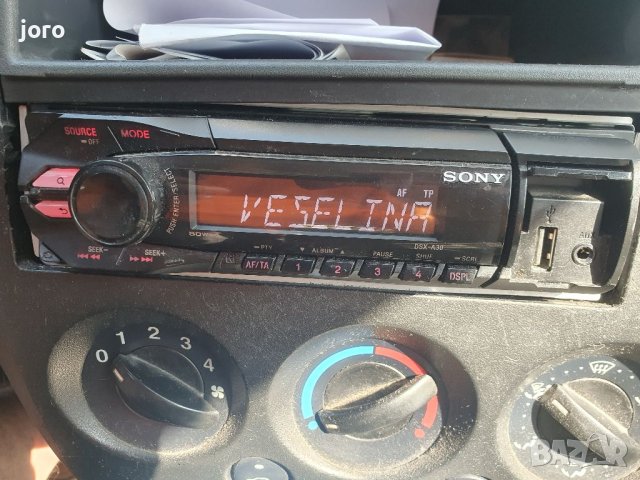 joro
SOURCE
OFF
MODE
PUSH ENTER/SELECT
SEEK-
SEEK+
AF TP
VESELINA
SONY
DSX-A30
PTY
ALBUM
PAUSE
SHUF
SCRL
AF/TA
1
2
3
4
DSPL
AUX
0 1 2 3 4
BAZAR